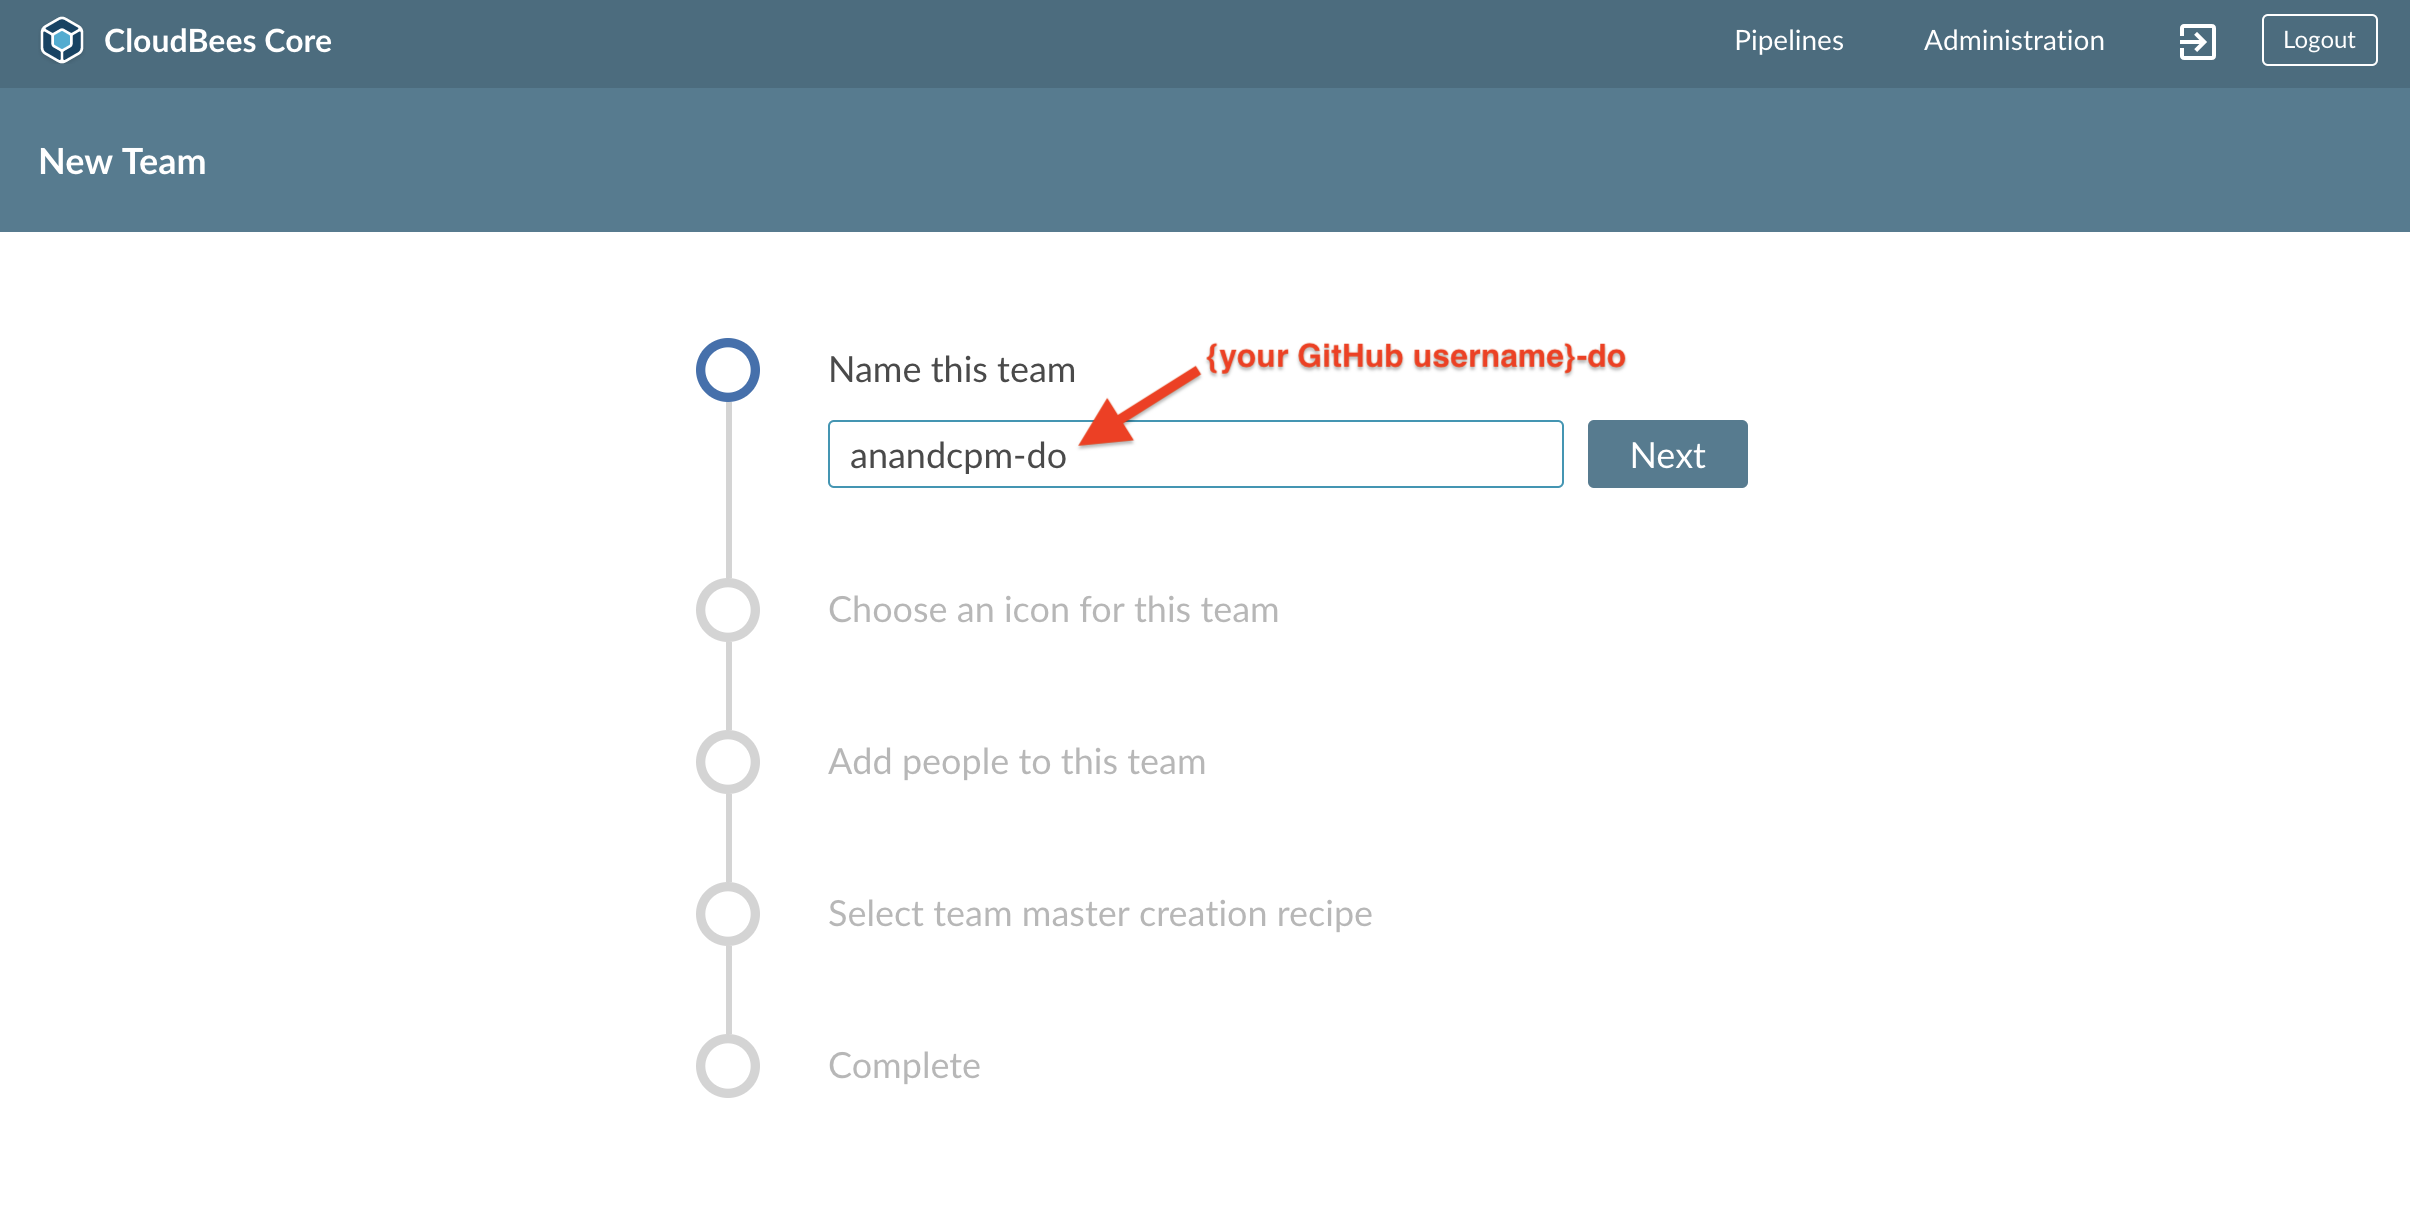 CloudBees Core
Pipelines
Administration
Logout
New Team
Name this team
{your GitHub username}-do
anandcpm-do
Next
Choose an icon for this team
Add people to this team
Select team master creation recipe
Complete